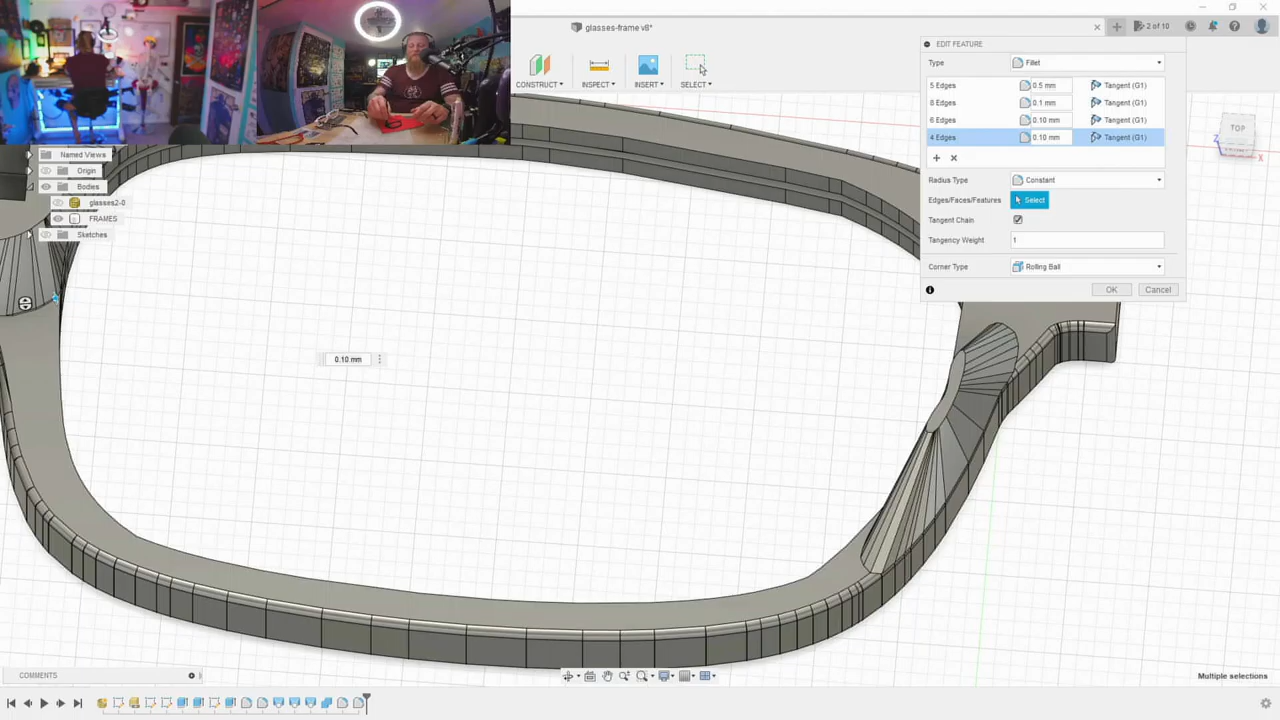 glasses-frame v8*
2 of 10
CONSTRUCT
INSPECT
INSERT
SELECT
EDIT FEATURE
Type
Fillet
5 Edges
0.5 mm
Tangent (G1)
8 Edges
0.1 mm
Tangent (G1)
6 Edges
0.10 mm
Tangent (G1)
4 Edges
0.10 mm
Tangent (G1)
Radius Type
Constant
Edges/Faces/Features
Select
Tangent Chain
Tangency Weight
1
Corner Type
Rolling Ball
OK
Cancel
TOP
Z
X
Named Views
Origin
Bodies
glasses2-0
FRAMES
Sketches
0.10 mm
COMMENTS
Multiple selections